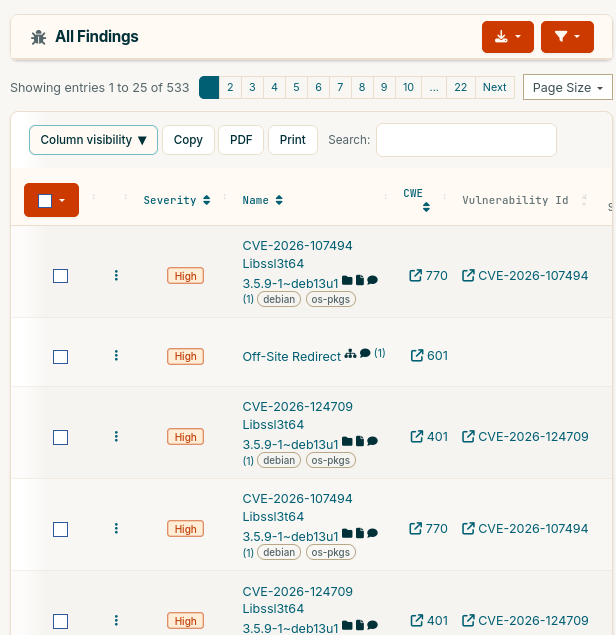 All Findings
Showing entries 1 to 25 of 533
2 3 4 5 6 7 8 9 10 ... 22 Next
Page Size
Column visibility ▼
Copy
PDF
Print
Search:
Severity
Name
CWE
Vulnerability Id
CVE-2026-107494
Libssl3t64
3.5.9-1~deb13u1
(1) debian os-pkgs
High
770
CVE-2026-107494
High
Off-Site Redirect (1)
601
CVE-2026-124709
Libssl3t64
3.5.9-1~deb13u1
(1) debian os-pkgs
High
401
CVE-2026-124709
CVE-2026-107494
Libssl3t64
3.5.9-1~deb13u1
(1) debian os-pkgs
High
770
CVE-2026-107494
CVE-2026-124709
Libssl3t64
3.5.9-1~deb13u1
High
401
CVE-2026-124709